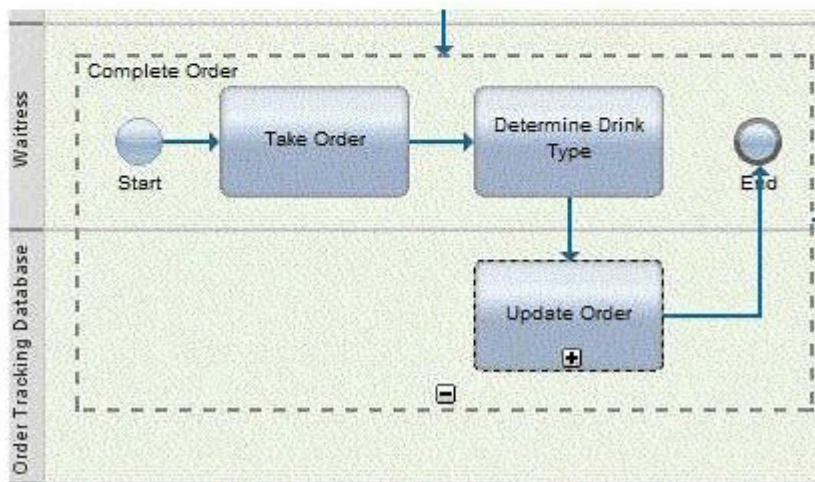 Waitress
Complete Order
Take Order
Determine Drink
Type
Start
End
Order Tracking Database
Update Order